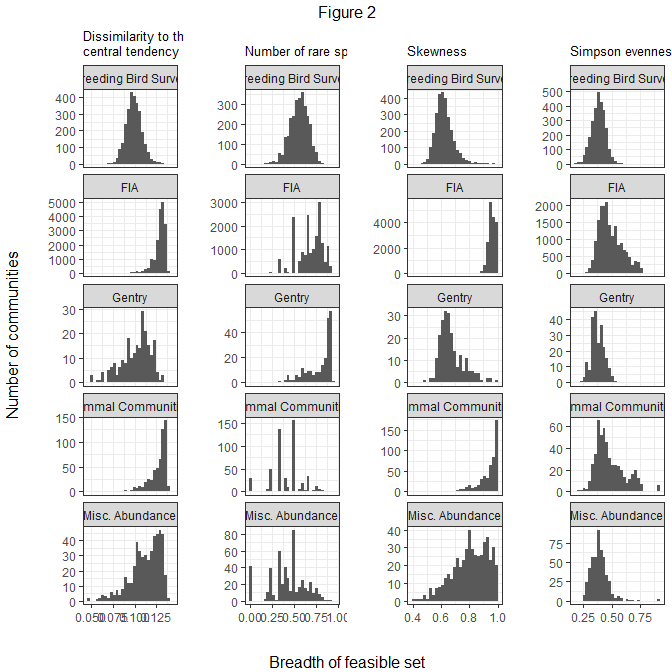 Figure 2
Dissimilarity to th
central tendency
Number of rare sp
Skewness
Simpson evennes
reeding Bird Surve
reeding Bird Surve
reeding Bird Surve
reeding Bird Surve
400
300
200
100
0
300
200
100
0
400
300
200
100
0
500
400
300
200
100
0
FIA
FIA
FIA
FIA
5000
4000
3000
2000
1000
0
3000
2000
1000
0
4000
2000
0
2000
1500
1000
500
0
Gentry
Gentry
Gentry
Gentry
30
20
10
0
40
20
0
30
20
10
0
40
30
20
10
0
mmal Communiti
mmal Communiti
mmal Communiti
mmal Communiti
150
100
50
0
150
100
50
0
150
100
50
0
60
40
20
0
Misc. Abundance
Misc. Abundance
Misc. Abundance
Misc. Abundance
40
30
20
10
0
80
60
40
20
0
40
30
20
10
0
75
50
25
0
0.050 0.075 0.100 0.125
0.00 0.25 0.50 0.75 1.00
0.4 0.6 0.8 1.0
0.25 0.50 0.75
Number of communities
Breadth of feasible set